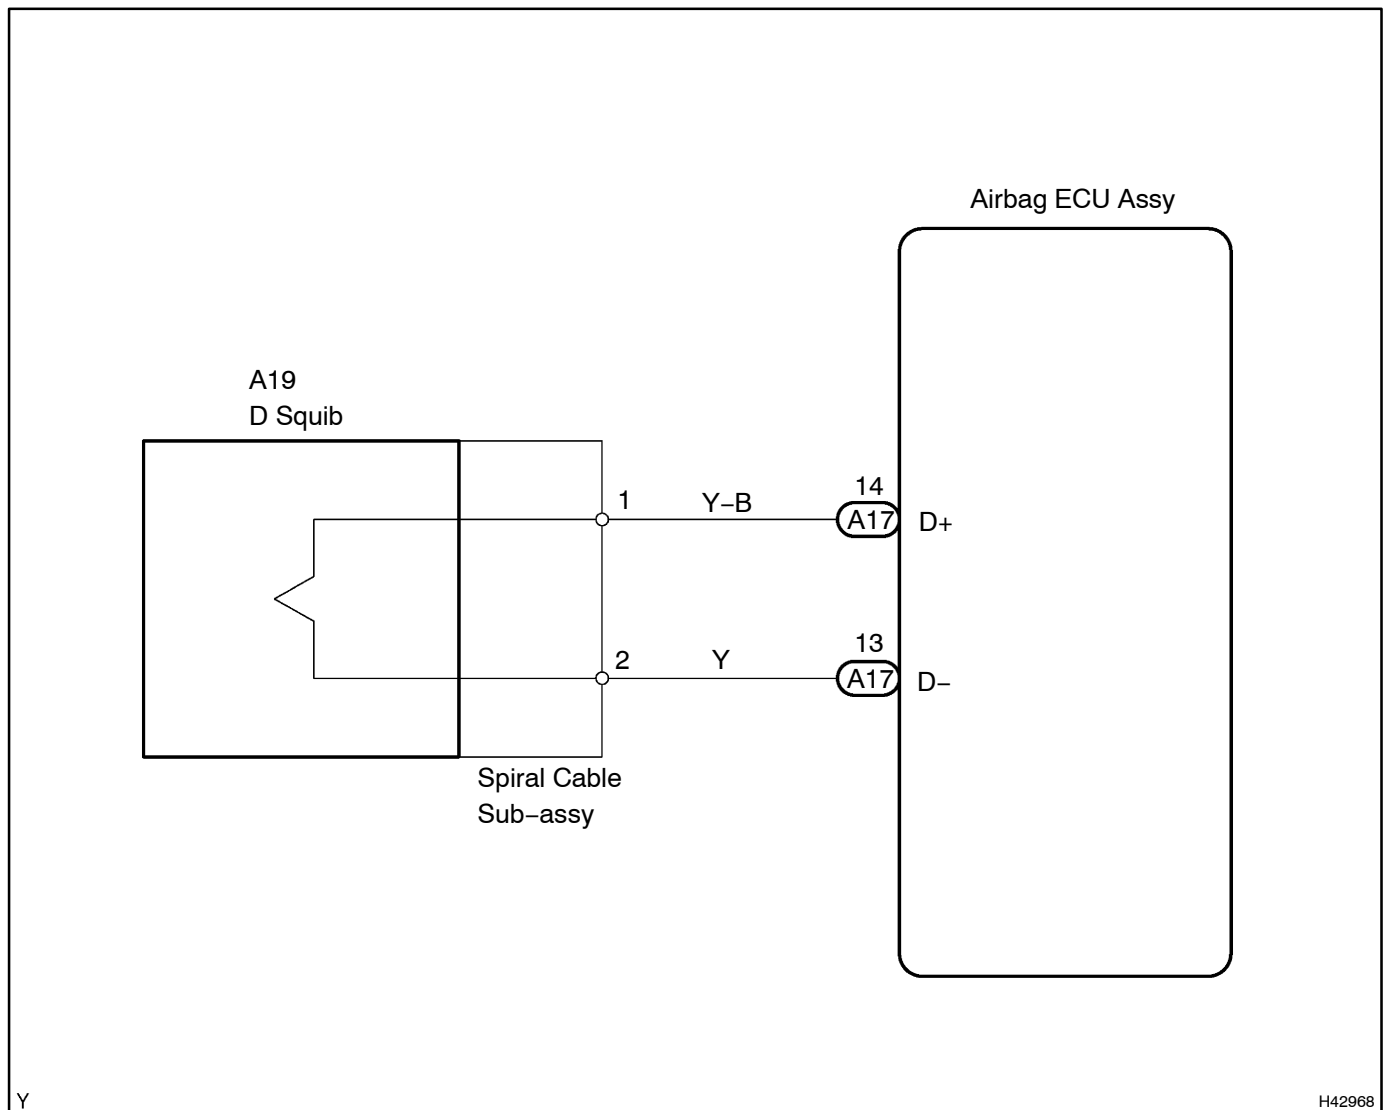 Airbag ECU Assy
A19
D Squib
1
Y−B
14
A17
D+
2
Y
13
A17
D−
Spiral Cable
Sub−assy
Y
H42968